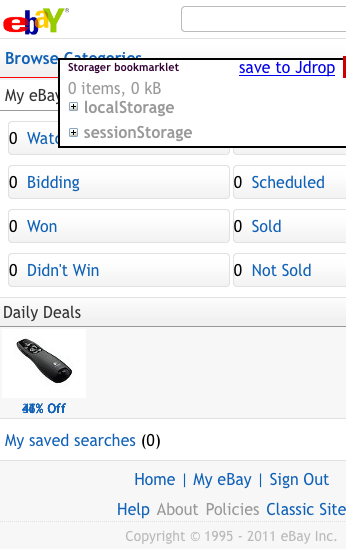 ebaY
Browse Categories
Storager bookmarklet
save to Jdrop
0 items, 0 kB
localStorage
sessionStorage
My eBay
0 Watc
0 Bidding
0 Scheduled
0 Won
0 Sold
0 Didn't Win
0 Not Sold
Daily Deals
% Off
My saved searches (0)
Home | My eBay | Sign Out
Help About Policies Classic Site
Copyright © 1995 - 2011 eBay Inc.